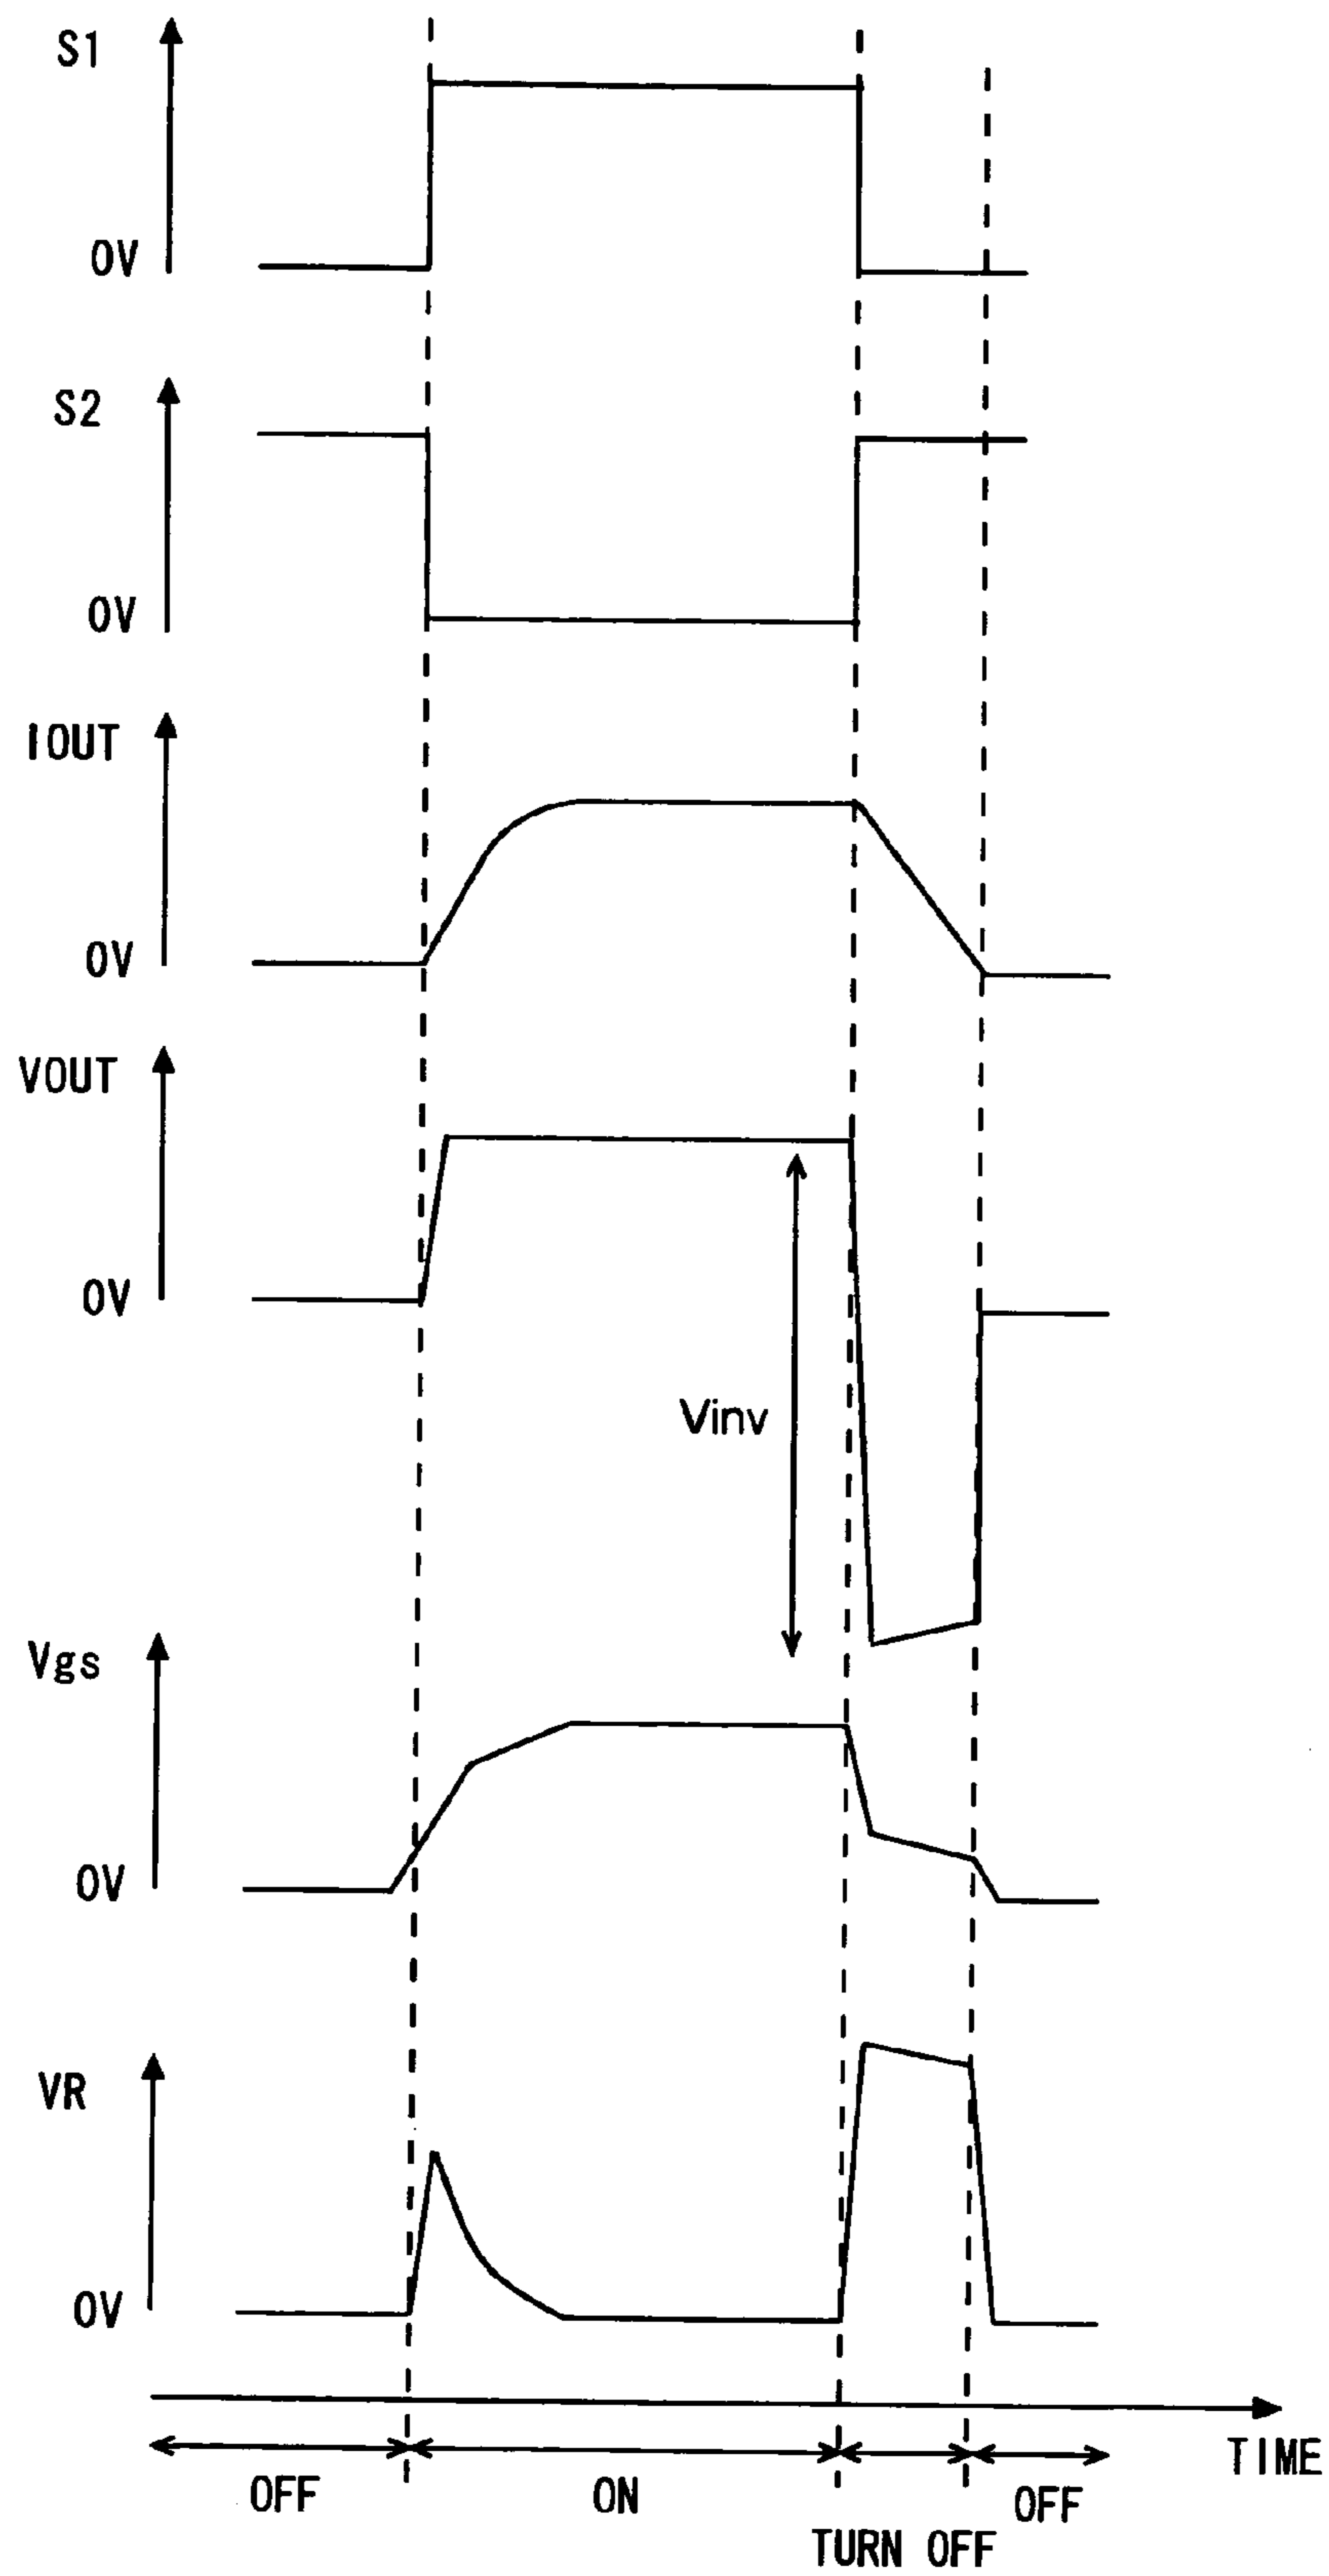 S1
0V
S2
0V
IOUT
0V
VOUT
0V
Vinv
Vgs
0V
VR
0V
TIME
OFF
ON
OFF
TURN OFF